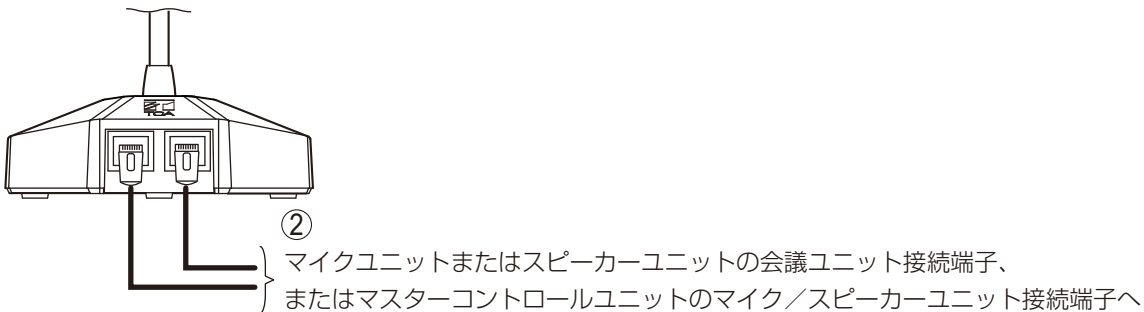 TOA
②
マイクユニットまたはスピーカーユニットの会議ユニット接続端子、
またはマスターコントロールユニットのマイク／スピーカーユニット接続端子へ